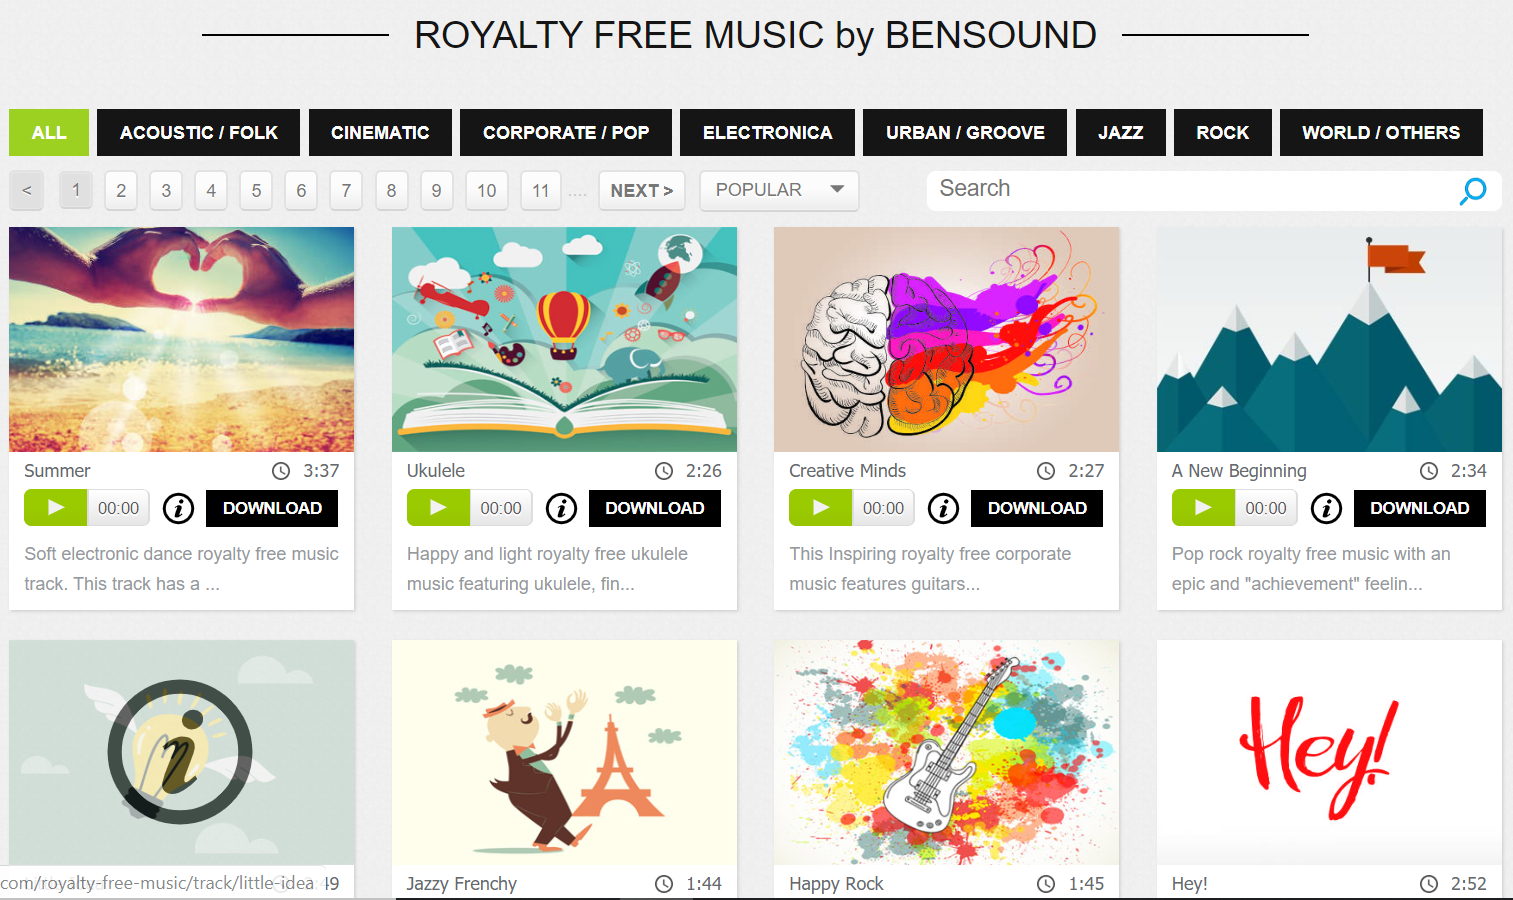 ROYALTY FREE MUSIC by BENSOUND
ALL ACOUSTIC / FOLK CINEMATIC CORPORATE / POP ELECTRONICA URBAN / GROOVE JAZZ ROCK WORLD / OTHERS
< 1 2 3 4 5 6 7 8 9 10 11 .... NEXT > POPULAR Search
Summer 3:37 Ukulele 2:26 Creative Minds 2:27 A New Beginning 2:34
00:00 i DOWNLOAD 00:00 i DOWNLOAD 00:00 i DOWNLOAD 00:00 i DOWNLOAD
Soft electronic dance royalty free music
track. This track has a ...
Happy and light royalty free ukulele
music featuring ukulele, fin...
This Inspiring royalty free corporate
music features guitars...
Pop rock royalty free music with an
epic and "achievement" feelin...
i
Hey!
com/royalty-free-music/track/little-idea :49 Jazzy Frenchy 1:44 Happy Rock 1:45 Hey! 2:52